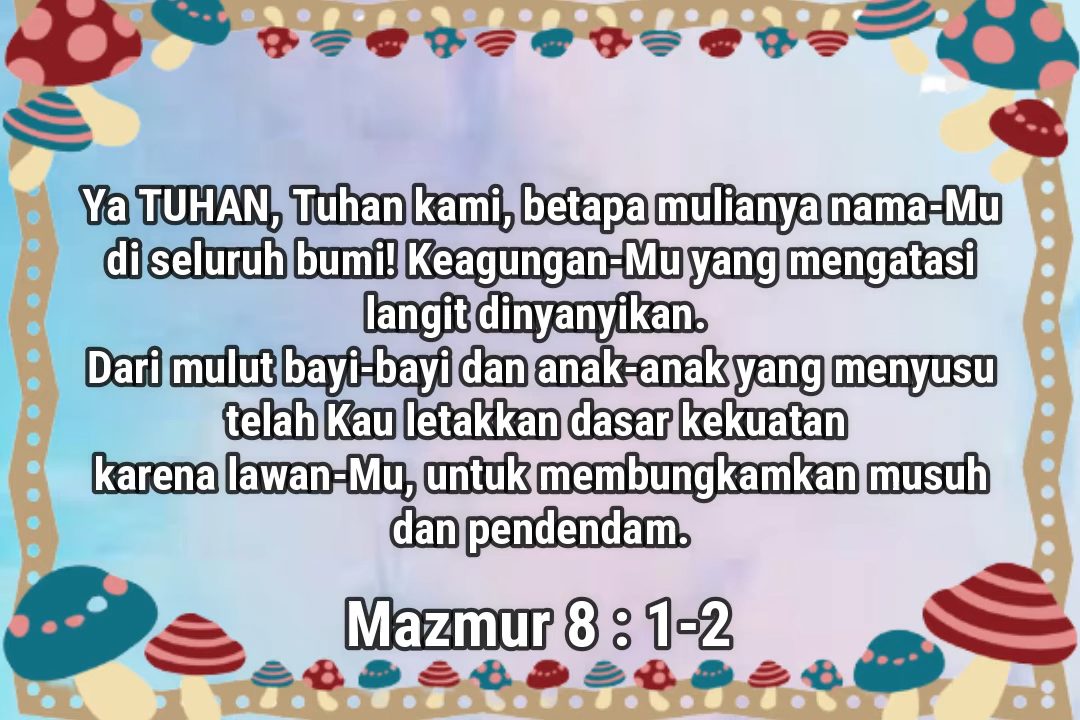 Ya TUHAN, Tuhan kami, betapa mulianya nama-Mu
di seluruh bumi! Keagungan-Mu yang mengatasi
langit dinyanyikan.
Dari mulut bayi-bayi dan anak-anak yang menyusu
telah Kau letakkan dasar kekuatan
karena lawan-Mu, untuk membungkamkan musuh
dan pendendam.
Mazmur 8 : 1-2